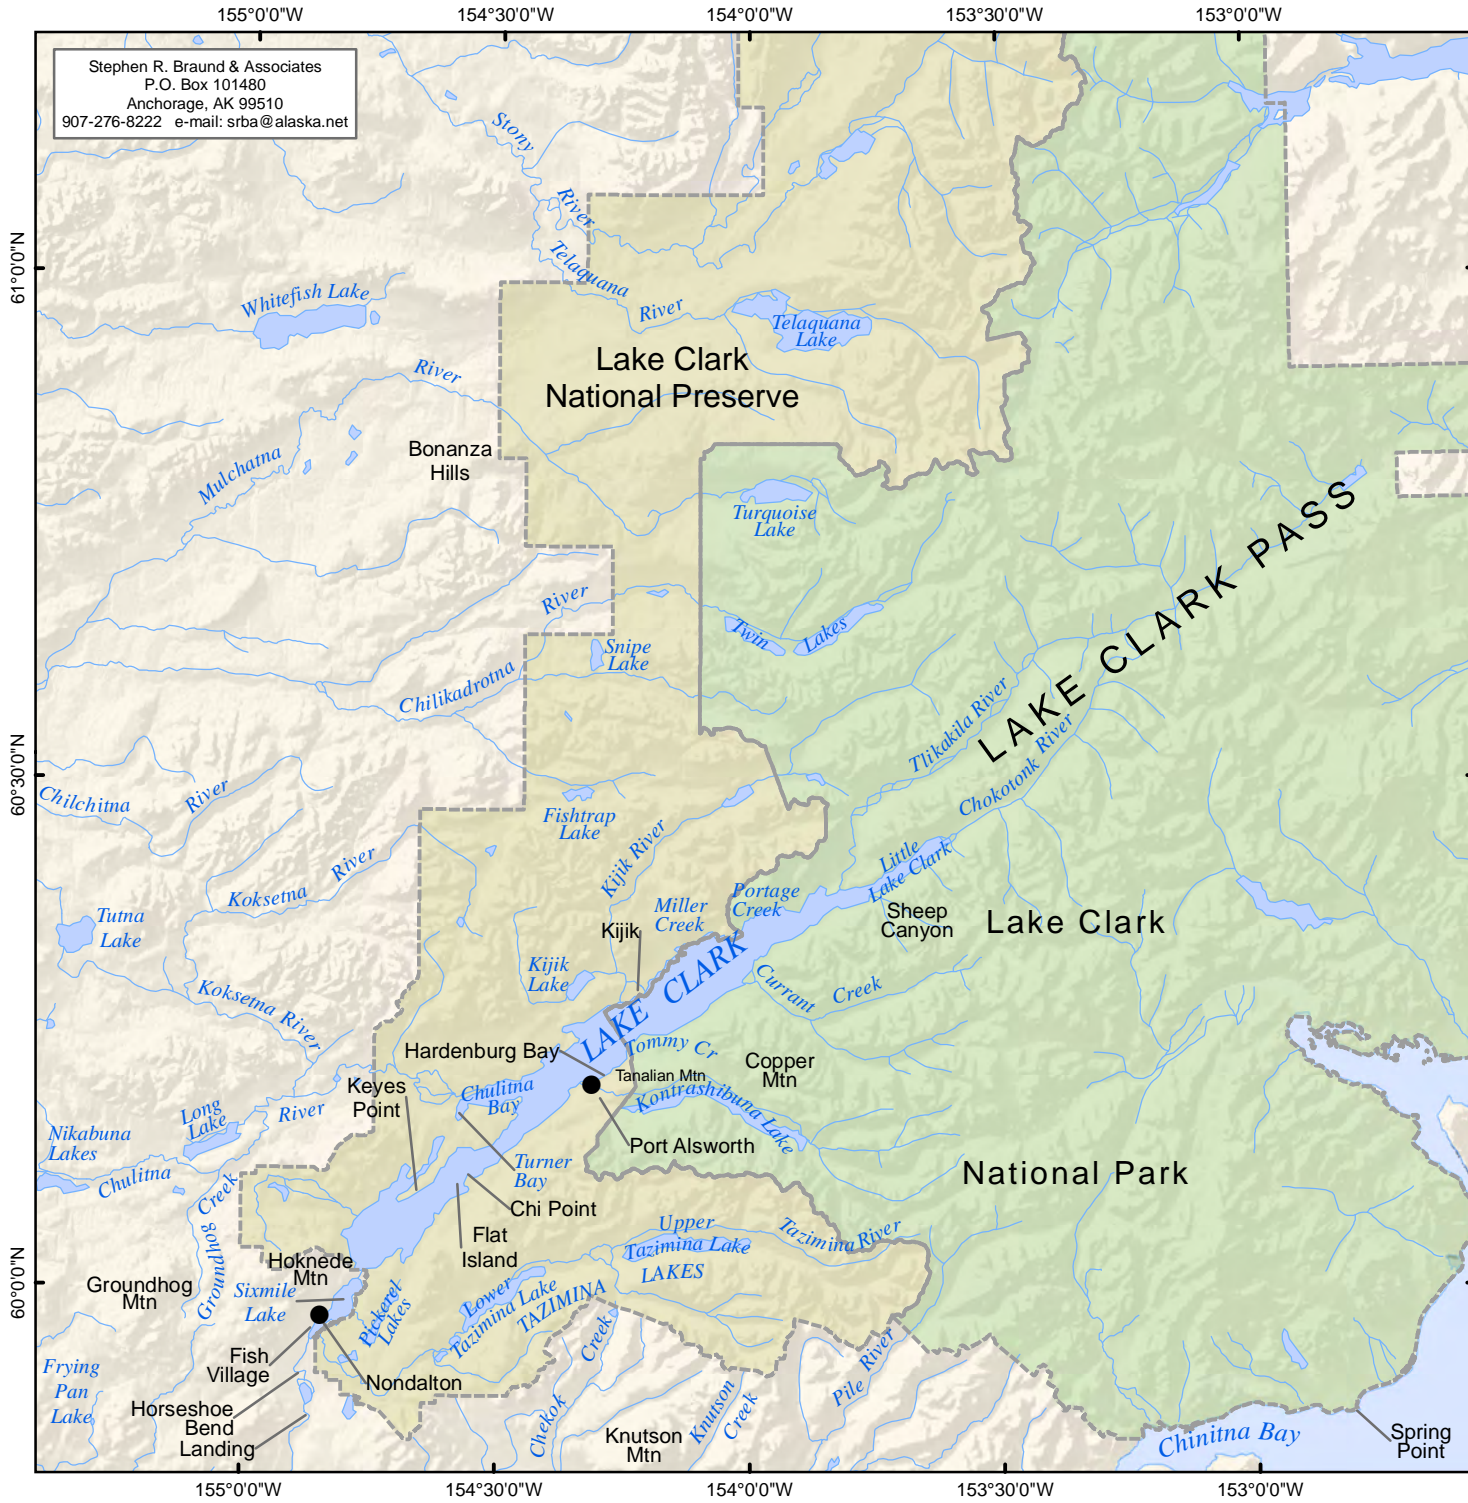 155°0'0"W
154°30'0"W
154°0'0"W
153°30'0"W
153°0'0"W
Stephen R. Braund & Associates
P.O. Box 101480
Anchorage, AK 99510
907-276-8222 e-mail: srba@alaska.net
Stony
River
61°0'0"N
Telaquana
River
Whitefish Lake
Telaquana
Lake
Lake Clark
National Preserve
River
Bonanza
Hills
Mulchatna
Turquoise
Lake
LAKE CLARK PASS
River
Twin
Lakes
Snipe
Lake
Chilikadrotna
Tlikakila River
Chokotonk River
60°30'0"N
Chilchitna
River
Fishtrap
Lake
Kijik River
Little
Lake Clark
River
Koksetna
Portage
Creek
Miller
Creek
Sheep
Canyon
Lake Clark
Tutna
Lake
Kijik
Kijik
Lake
LAKE CLARK
Currant
Creek
Koksetna River
Tommy Cr
Hardenburg Bay
Tanalian Mtn
Copper
Mtn
Keyes
Point
Chulitna
Bay
Kontrashibuna Lake
Long
Lake
River
Nikabuna
Lakes
Port Alsworth
Turner
Bay
National Park
Chulitna
Groundhog
Creek
Chi Point
Flat
Island
Upper
Tazimina Lake
LAKES
Tazimina River
Hoknede
Mtn
Groundhog
Mtn
Sixmile
Lake
60°0'0"N
Pickerel
Lakes
Lower
Tazimina Lake
TAZIMINA
Creek
Chekok
Fish
Village
Nondalton
Frying
Pan
Lake
Horseshoe
Bend
Landing
Knutson
Creek
Knutson
Mtn
Pile
River
Chinitna Bay
Spring
Point
155°0'0"W
154°30'0"W
154°0'0"W
153°30'0"W
153°0'0"W